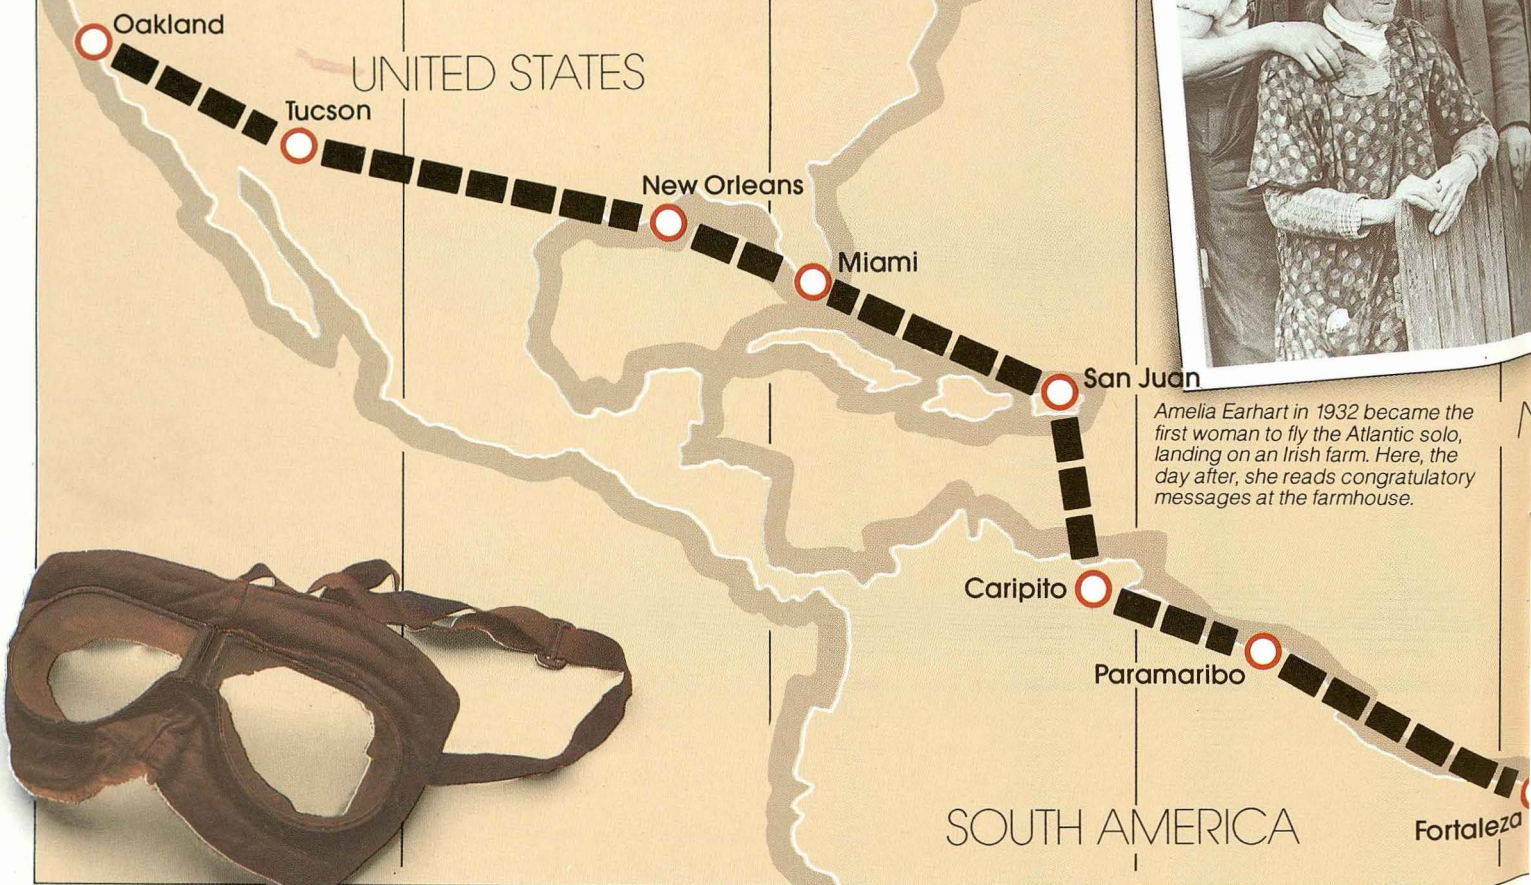 Oakland
UNITED STATES
Tucson
New Orleans
Miami
San Juan
Amelia Earhart in 1932 became the
first woman to fly the Atlantic solo,
landing on an Irish farm. Here, the
day after, she reads congratulatory
messages at the farmhouse.
Caripito
Paramaribo
SOUTH AMERICA
Fortaleza